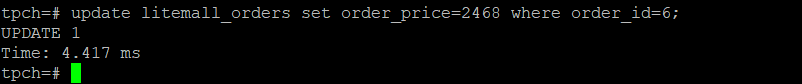 tpch=# update litemall_orders set order_price=2468 where order_id=6;
UPDATE 1
Time: 4.417 ms
tpch=#